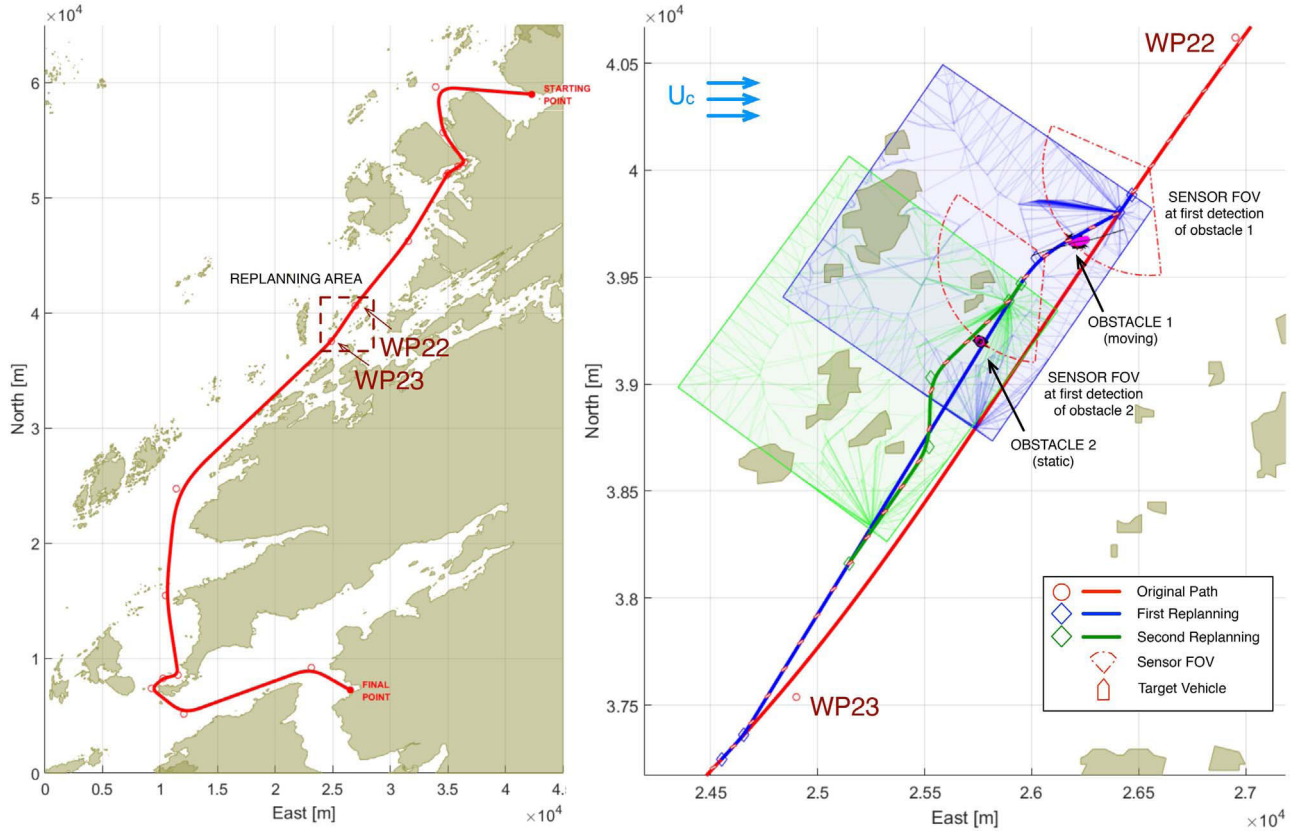 ×10⁴
6
5
4
3
2
1
0
North [m]
0
0.5
1
1.5
2
2.5
3
3.5
4
4.5
East [m]
×10⁴
STARTING
POINT
REPLANNING AREA
WP22
WP23
FINAL
POINT
×10⁴
4.05
4
3.95
3.9
3.85
3.8
3.75
North [m]
2.45
2.5
2.55
2.6
2.65
2.7
East [m]
×10⁴
Uc
WP22
SENSOR FOV
at first detection
of obstacle 1
OBSTACLE 1
(moving)
SENSOR FOV
at first detection
of obstacle 2
OBSTACLE 2
(static)
WP23
Original Path
First Replanning
Second Replanning
Sensor FOV
Target Vehicle